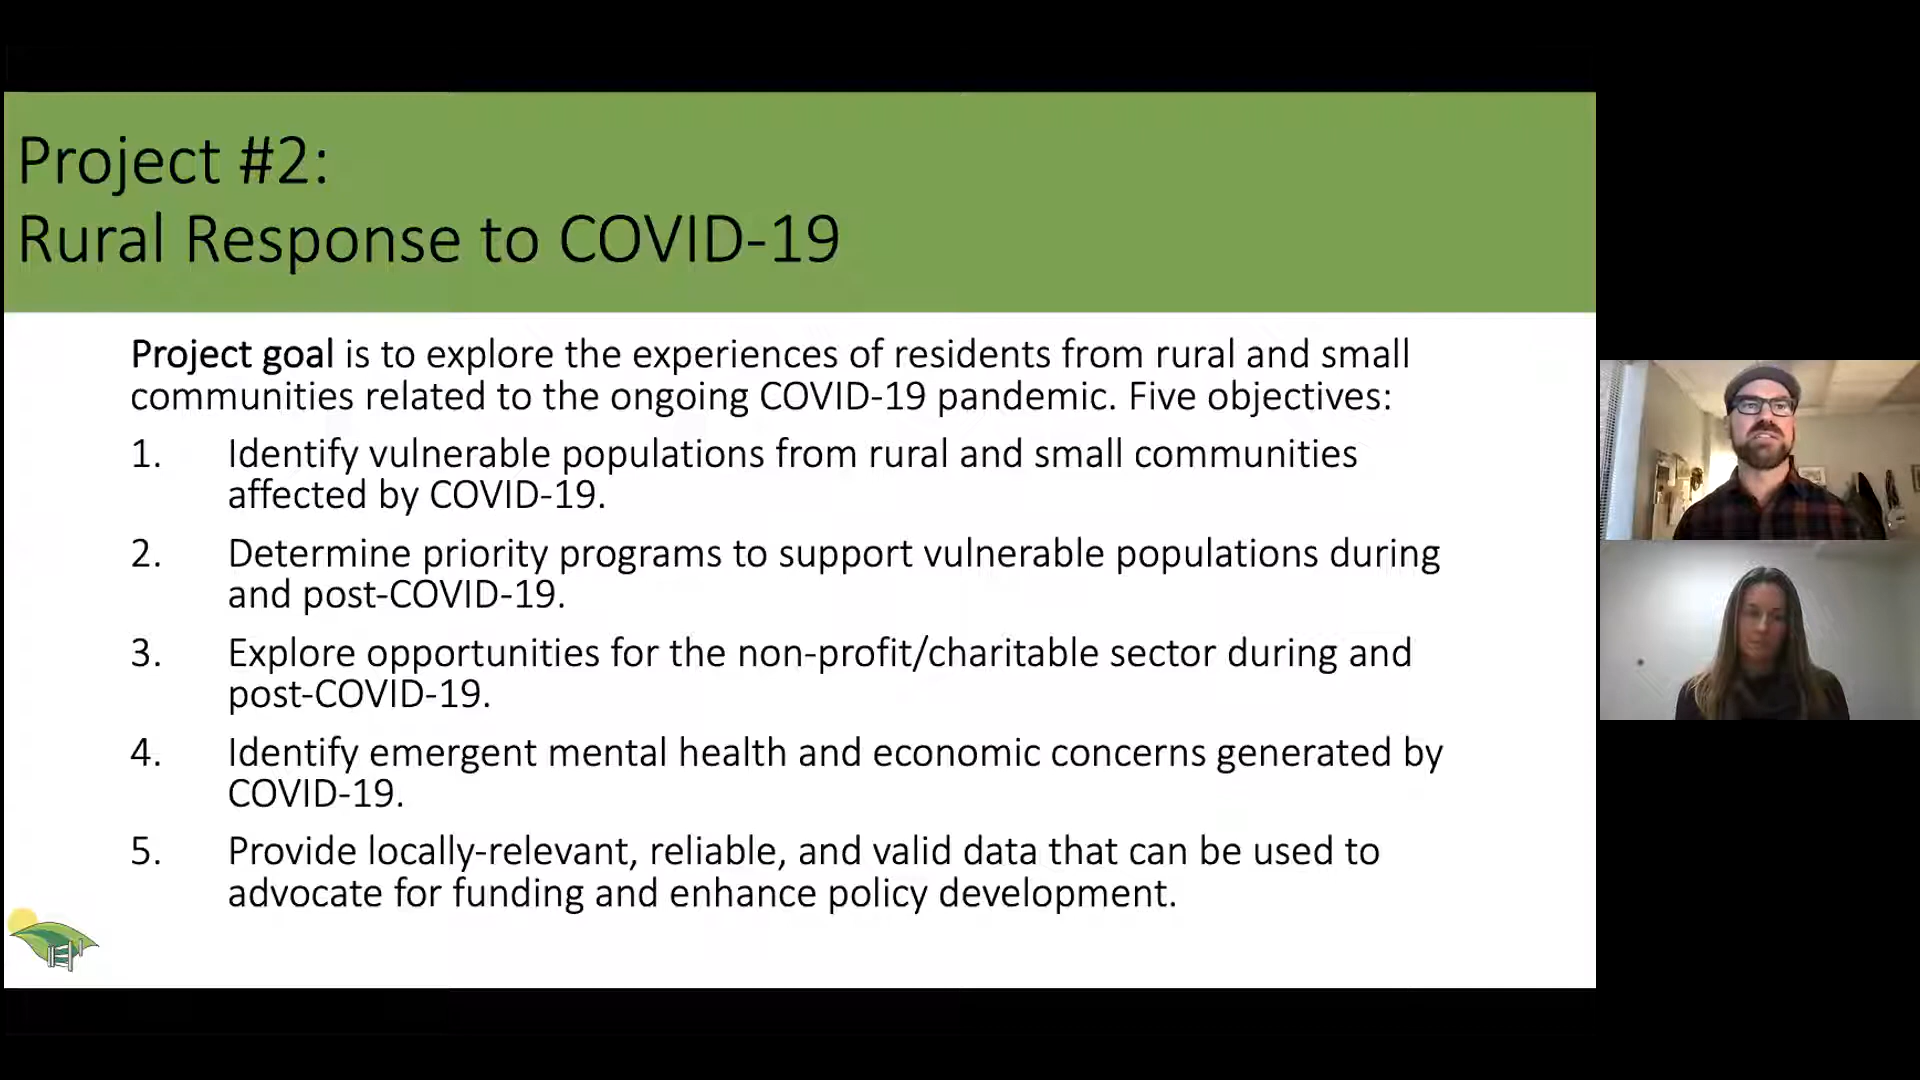 Project #2:
Rural Response to COVID-19
Project goal is to explore the experiences of residents from rural and small
communities related to the ongoing COVID-19 pandemic. Five objectives:
1. Identify vulnerable populations from rural and small communities
affected by COVID-19.
2. Determine priority programs to support vulnerable populations during
and post-COVID-19.
3. Explore opportunities for the non-profit/charitable sector during and
post-COVID-19.
4. Identify emergent mental health and economic concerns generated by
COVID-19.
5. Provide locally-relevant, reliable, and valid data that can be used to
advocate for funding and enhance policy development.